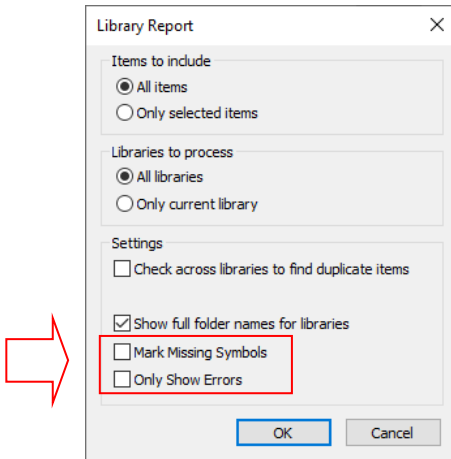 Library Report
Items to include
All items
Only selected items
Libraries to process
All libraries
Only current library
Settings
Check across libraries to find duplicate items
Show full folder names for libraries
Mark Missing Symbols
Only Show Errors
OK Cancel